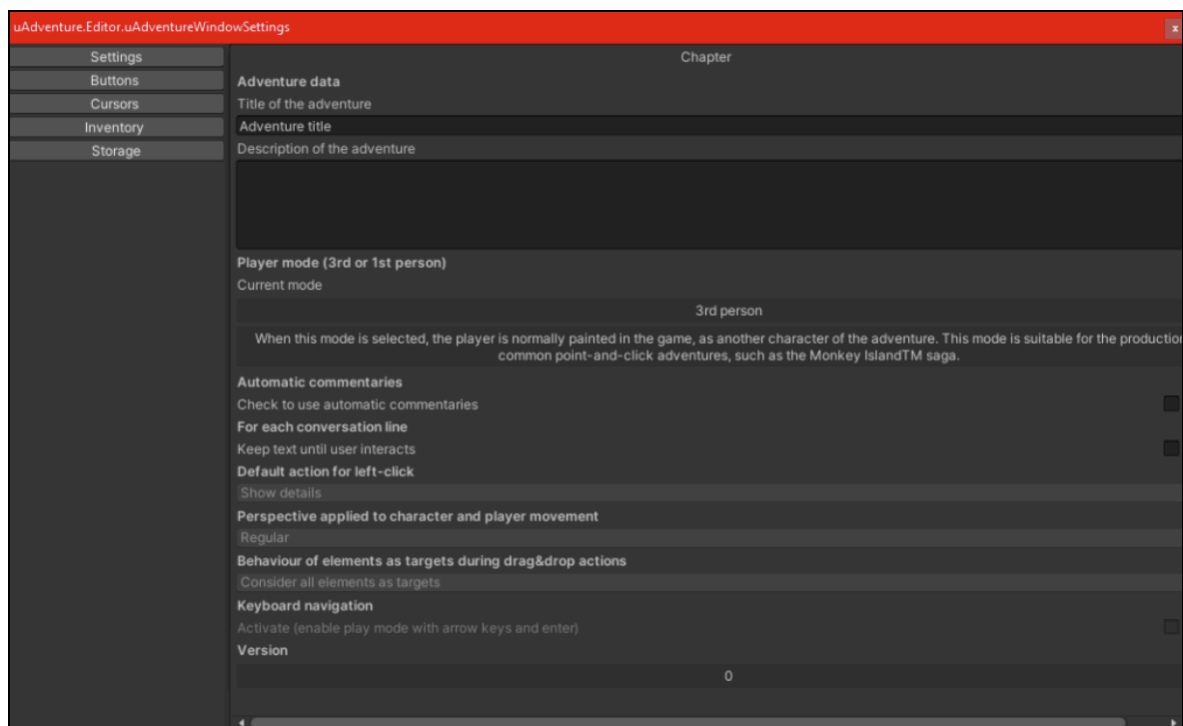 uAdventure.Editor.uAdventureWindowSettings
x
Settings
Buttons
Cursors
Inventory
Storage
Chapter
Adventure data
Title of the adventure
Adventure title
Description of the adventure
Player mode (3rd or 1st person)
Current mode
3rd person
When this mode is selected, the player is normally painted in the game, as another character of the adventure. This mode is suitable for the production
common point-and-click adventures, such as the Monkey IslandTM saga.
Automatic commentaries
Check to use automatic commentaries
For each conversation line
Keep text until user interacts
Default action for left-click
Show details
Perspective applied to character and player movement
Regular
Behaviour of elements as targets during drag&drop actions
Consider all elements as targets
Keyboard navigation
Activate (enable play mode with arrow keys and enter)
Version
0